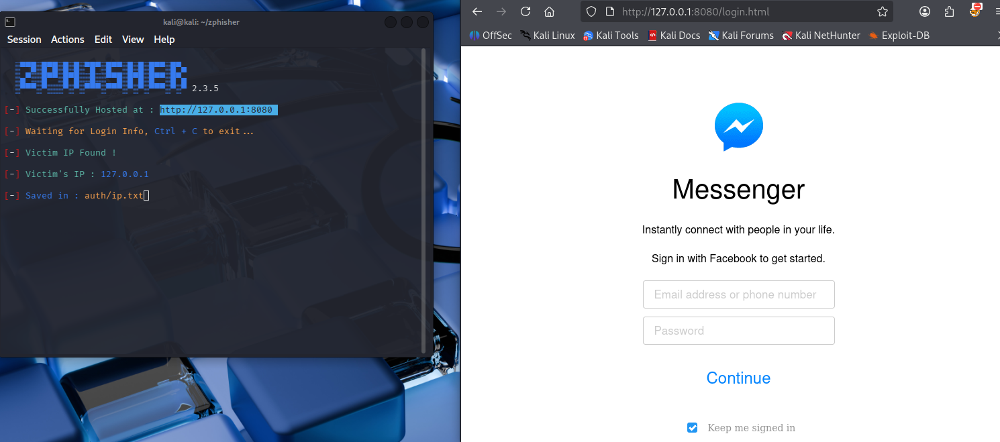 kali@kali: ~/zphisher
Session Actions Edit View Help
ZPHISHER 2.3.5
[-] Successfully Hosted at : http://127.0.0.1:8080
[-] Waiting for Login Info, Ctrl + C to exit...
[-] Victim IP Found !
[-] Victim's IP : 127.0.0.1
[-] Saved in : auth/ip.txt
http://127.0.0.1:8080/login.html
OffSec Kali Linux Kali Tools Kali Docs Kali Forums Kali NetHunter Exploit-DB
Messenger
Instantly connect with people in your life.
Sign in with Facebook to get started.
Email address or phone number
Password
Continue
Keep me signed in